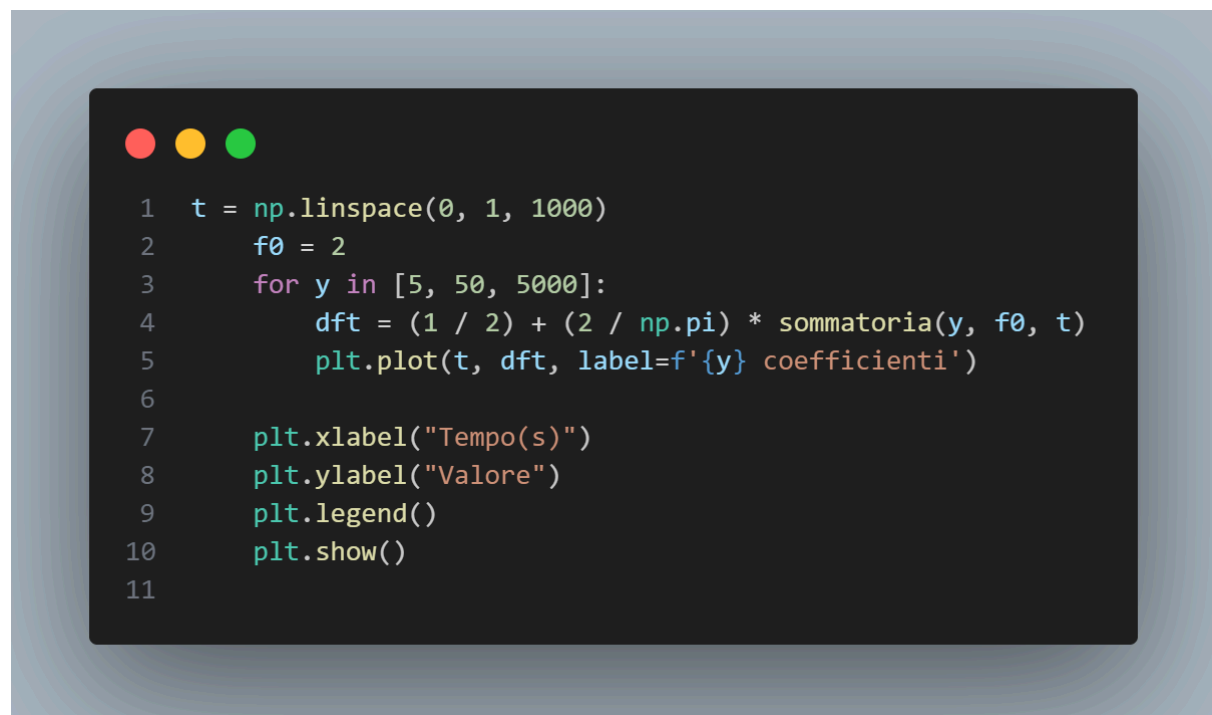 1 t = np.linspace(0, 1, 1000)
2     f0 = 2
3     for y in [5, 50, 5000]:
4         dft = (1 / 2) + (2 / np.pi) * sommatoria(y, f0, t)
5         plt.plot(t, dft, label=f'{y} coefficienti')
6
7     plt.xlabel("Tempo(s)")
8     plt.ylabel("Valore")
9     plt.legend()
10     plt.show()
11